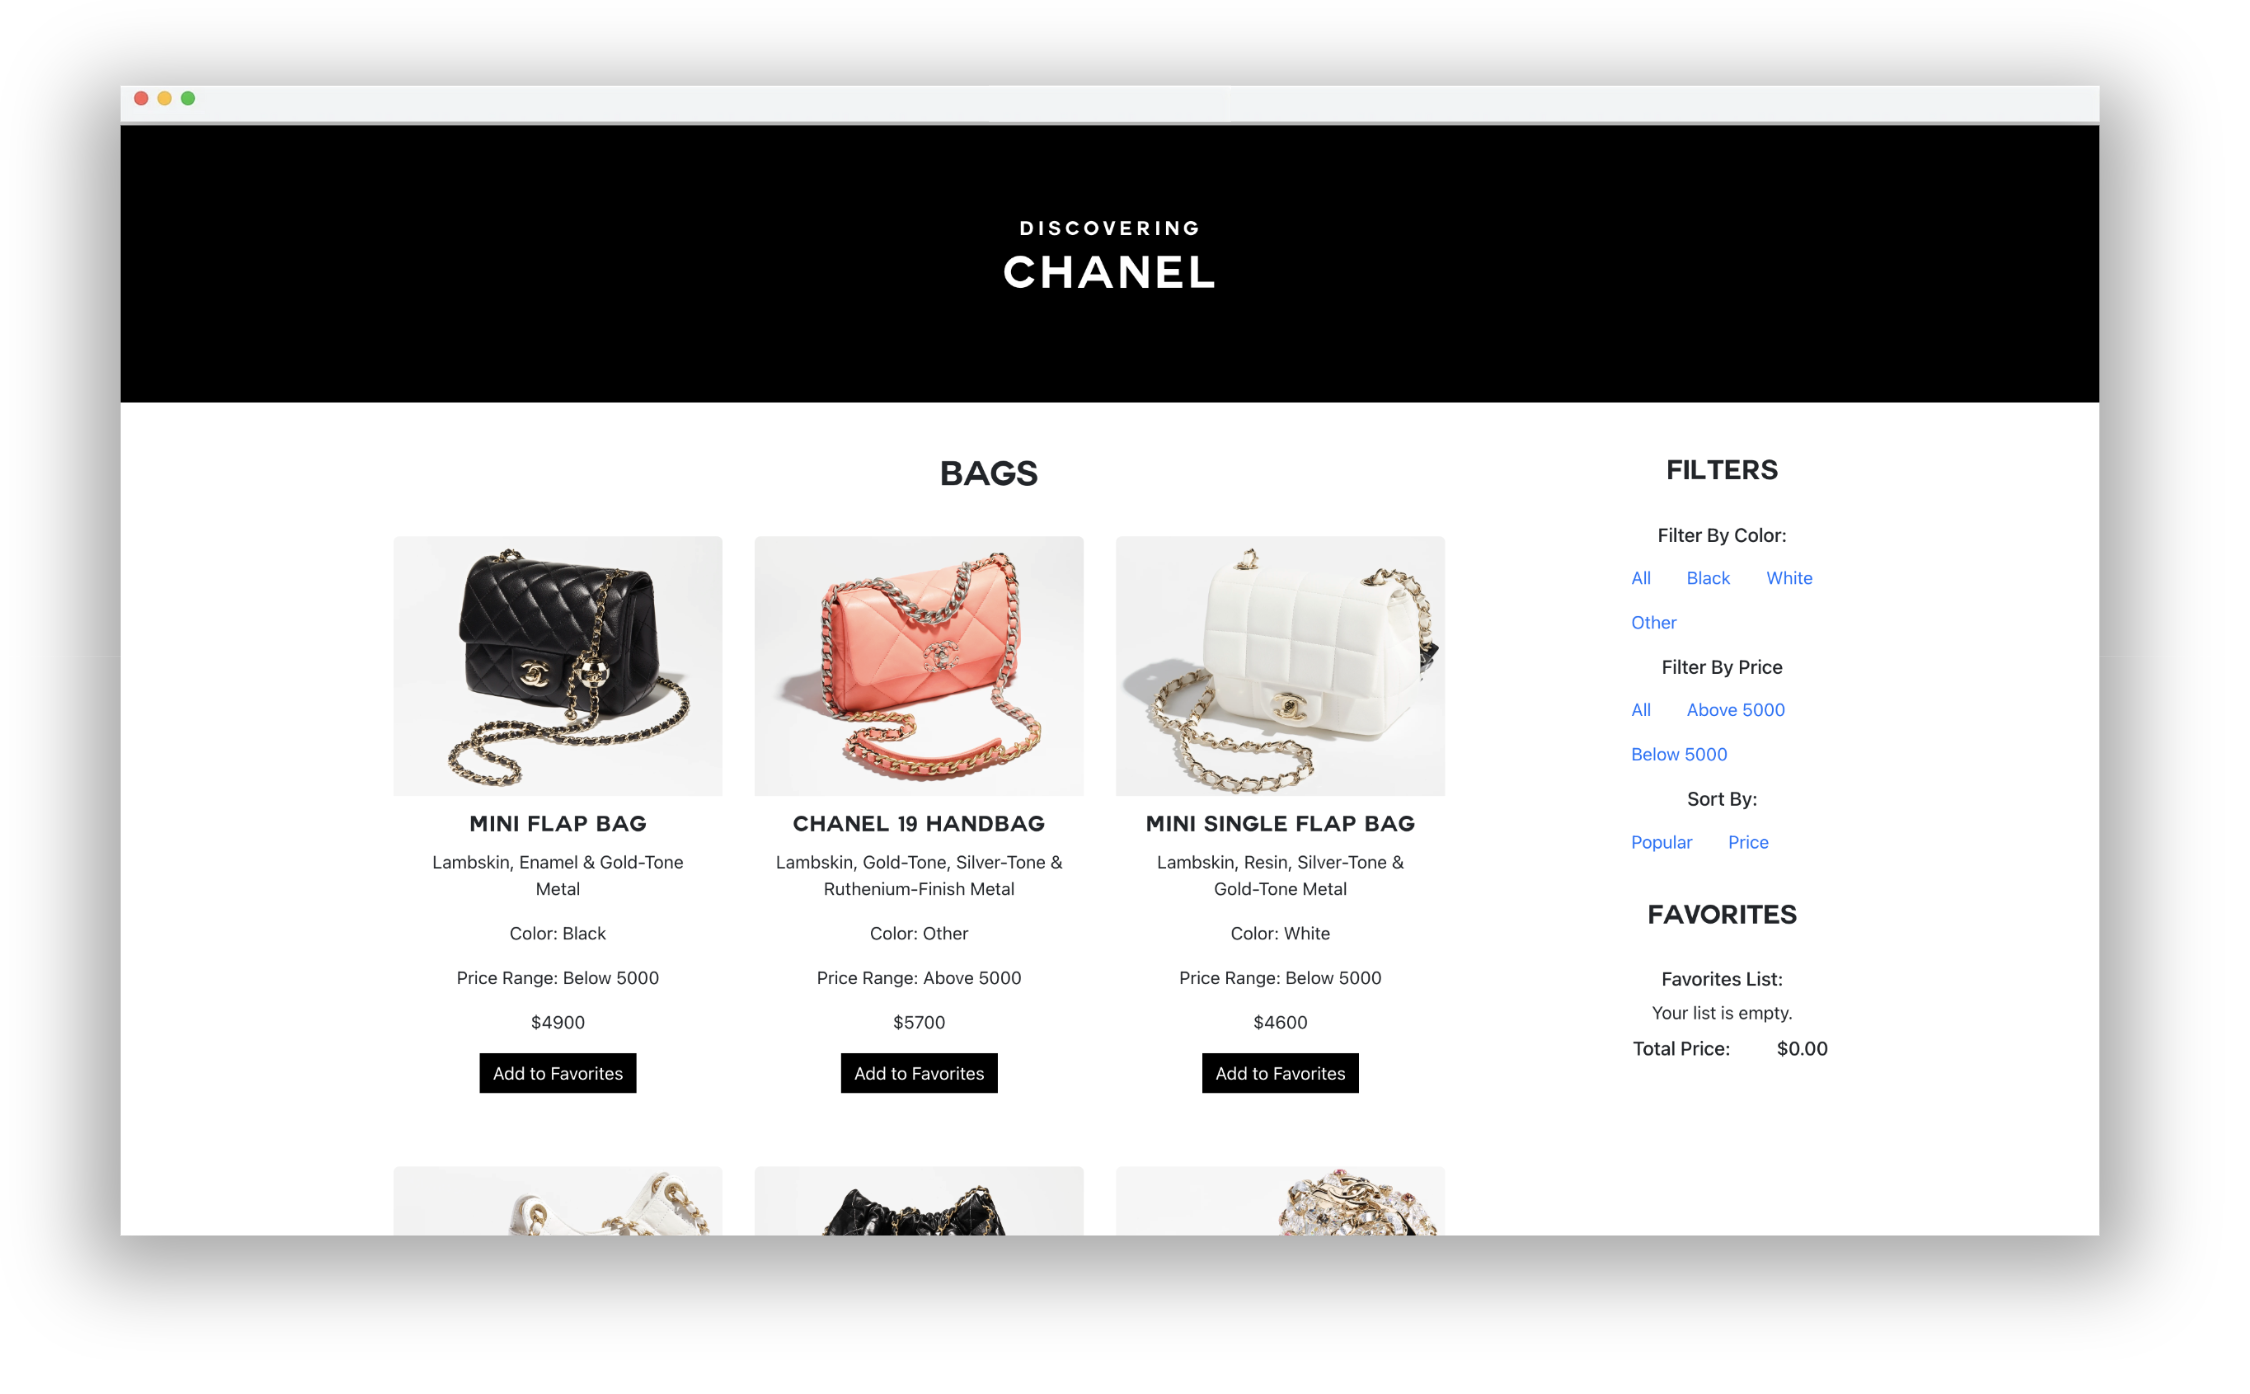 DISCOVERING
CHANEL
BAGS
MINI FLAP BAG
Lambskin, Enamel & Gold-Tone
Metal
Color: Black
Price Range: Below 5000
$4900
Add to Favorites
CHANEL 19 HANDBAG
Lambskin, Gold-Tone, Silver-Tone &
Ruthenium-Finish Metal
Color: Other
Price Range: Above 5000
$5700
Add to Favorites
MINI SINGLE FLAP BAG
Lambskin, Resin, Silver-Tone &
Gold-Tone Metal
Color: White
Price Range: Below 5000
$4600
Add to Favorites
FILTERS
Filter By Color:
All Black White
Other
Filter By Price
All Above 5000
Below 5000
Sort By:
Popular Price
FAVORITES
Favorites List:
Your list is empty.
Total Price: $0.00